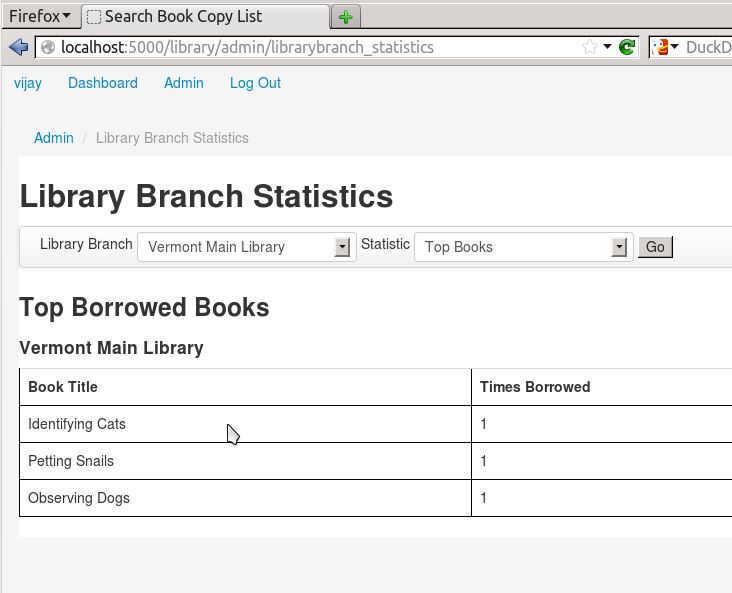 Firefox Search Book Copy List
localhost:5000/library/admin/librarybranch_statistics DuckD
vijay Dashboard Admin Log Out
Admin / Library Branch Statistics
Library Branch Statistics
Library Branch Vermont Main Library Statistic Top Books Go
Top Borrowed Books
Vermont Main Library
Book Title Times Borrowed
Identifying Cats 1
Petting Snails 1
Observing Dogs 1